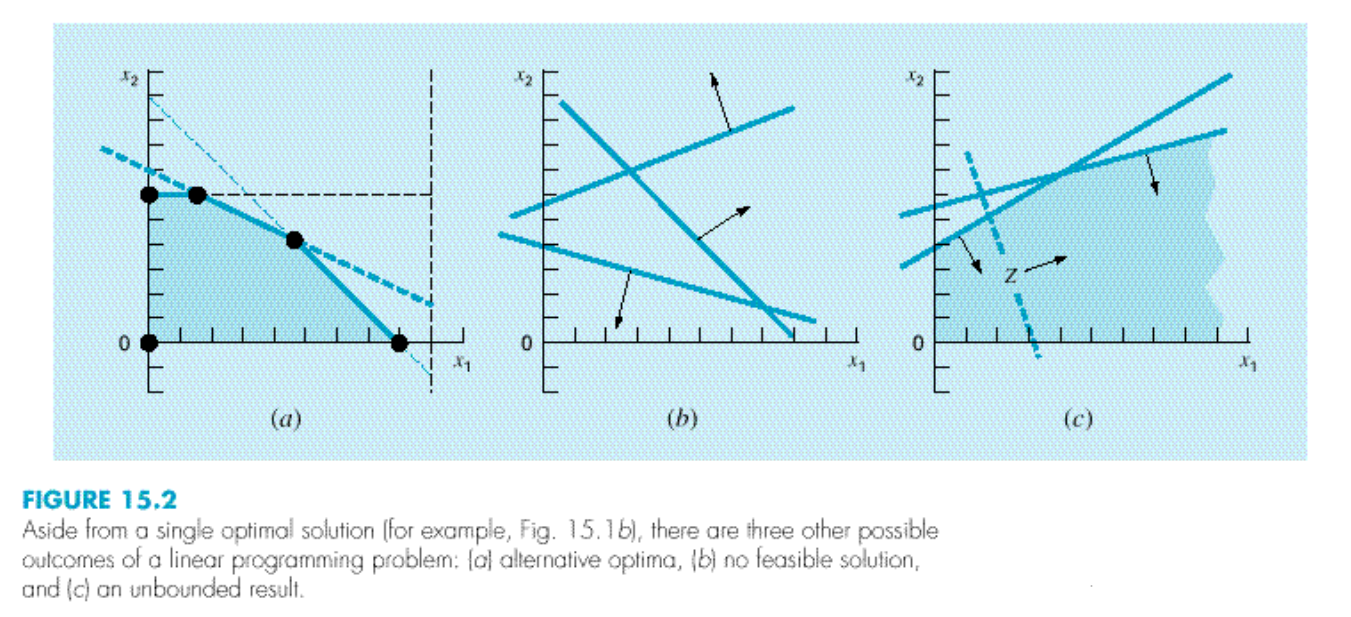 x2 x2 x2
Z
0 0 0
x1 x1 x1
(a) (b) (c)
FIGURE 15.2
Aside from a single optimal solution (for example, Fig. 15.1b), there are three other possible
outcomes of a linear programming problem: (a) alternative optima, (b) no feasible solution,
and (c) an unbounded result.